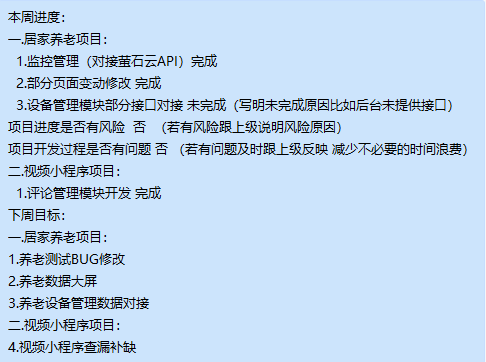 本周进度：
一.居家养老项目：
1.监控管理（对接萤石云API）完成
2.部分页面变动修改 完成
3.设备管理模块部分接口对接 未完成（写明未完成原因比如后台未提供接口）
项目进度是否有风险 否 （若有风险跟上级说明风险原因）
项目开发过程是否有问题 否 （若有问题及时跟上级反映 减少不必要的时间浪费）
二.视频小程序项目：
1.评论管理模块开发 完成
下周目标：
一.居家养老项目：
1.养老测试BUG修改
2.养老数据大屏
3.养老设备管理数据对接
二.视频小程序项目：
4.视频小程序查漏补缺